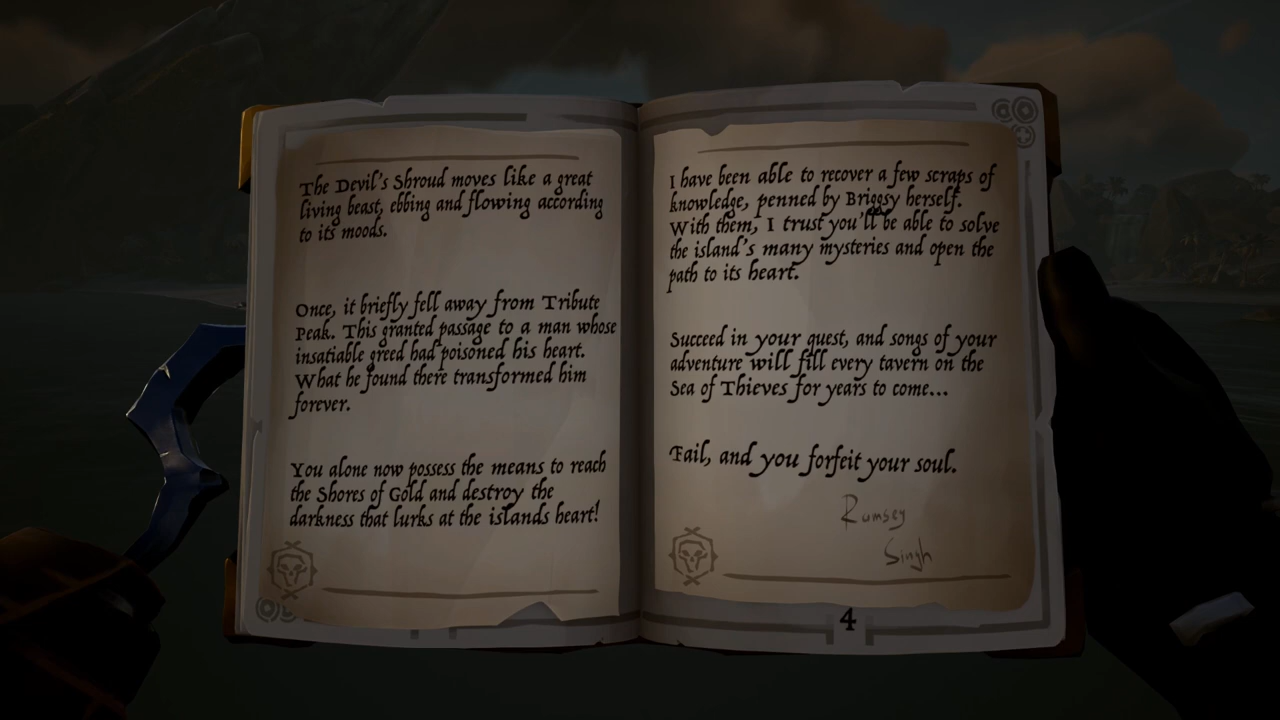 The Devil's Shroud moves like a great
living beast, ebbing and flowing according
to its moods.
Once, it briefly fell away from Tribute
Peak. This granted passage to a man whose
insatiable greed had poisoned his heart.
What he found there transformed him
forever.
You alone now possess the means to reach
the Shores of Gold and destroy the
darkness that lurks at the islands heart!
I have been able to recover a few scraps of
knowledge, penned by Briggsy herself.
With them, I trust you'll be able to solve
the island's many mysteries and open the
path to its heart.
Succeed in your quest, and songs of your
adventure will fill every tavern on the
Sea of Thieves for years to come...
Fail, and you forfeit your soul.
Rumsey
Singh
4